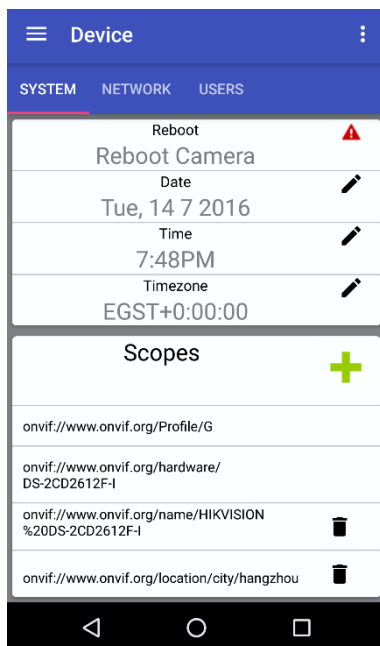 Device
SYSTEM NETWORK USERS
Reboot
Reboot Camera
Date
Tue, 14 7 2016
Time
7:48PM
Timezone
EGST+0:00:00
Scopes
onvif://www.onvif.org/Profile/G
onvif://www.onvif.org/hardware/
DS-2CD2612F-I
onvif://www.onvif.org/name/HIKVISION
%20DS-2CD2612F-I
onvif://www.onvif.org/location/city/hangzhou